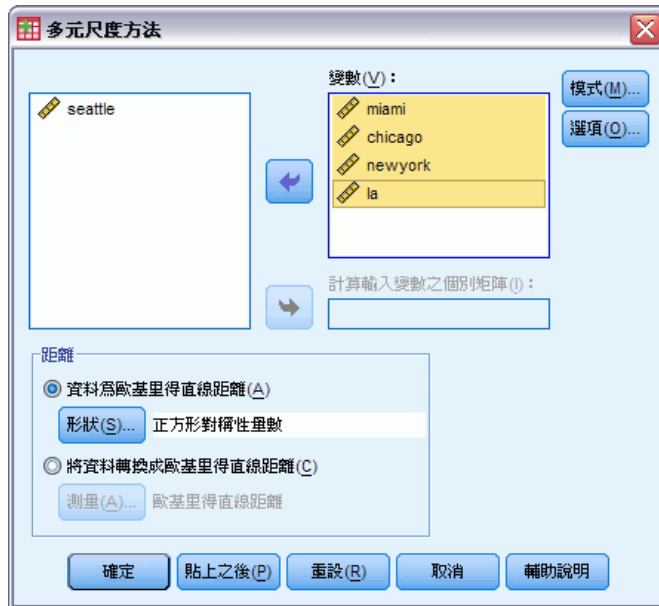 多元尺度方法
變數(V)：
seattle
miami
chicago
newyork
la
模式(M)...
選項(O)...
計算輸入變數之個別矩陣(I)：
距離
資料為歐基里得直線距離(A)
形狀(S)... 正方形對稱性量數
將資料轉換成歐基里得直線距離(C)
測量(A)... 歐基里得直線距離
確定 貼上之後(P) 重設(R) 取消 輔助說明